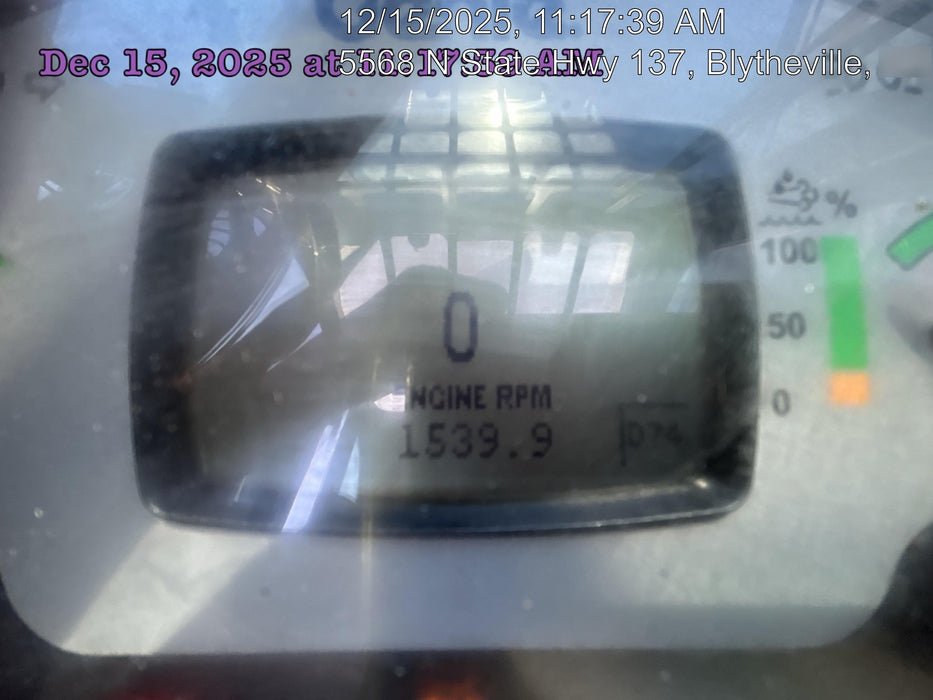 12/15/2025, 11:17:39 AM
Dec 15, 2025 at AM
5568 N State Hwy 137, Blytheville,
%
100
50
0
0
ENGINE RPM
1539.9